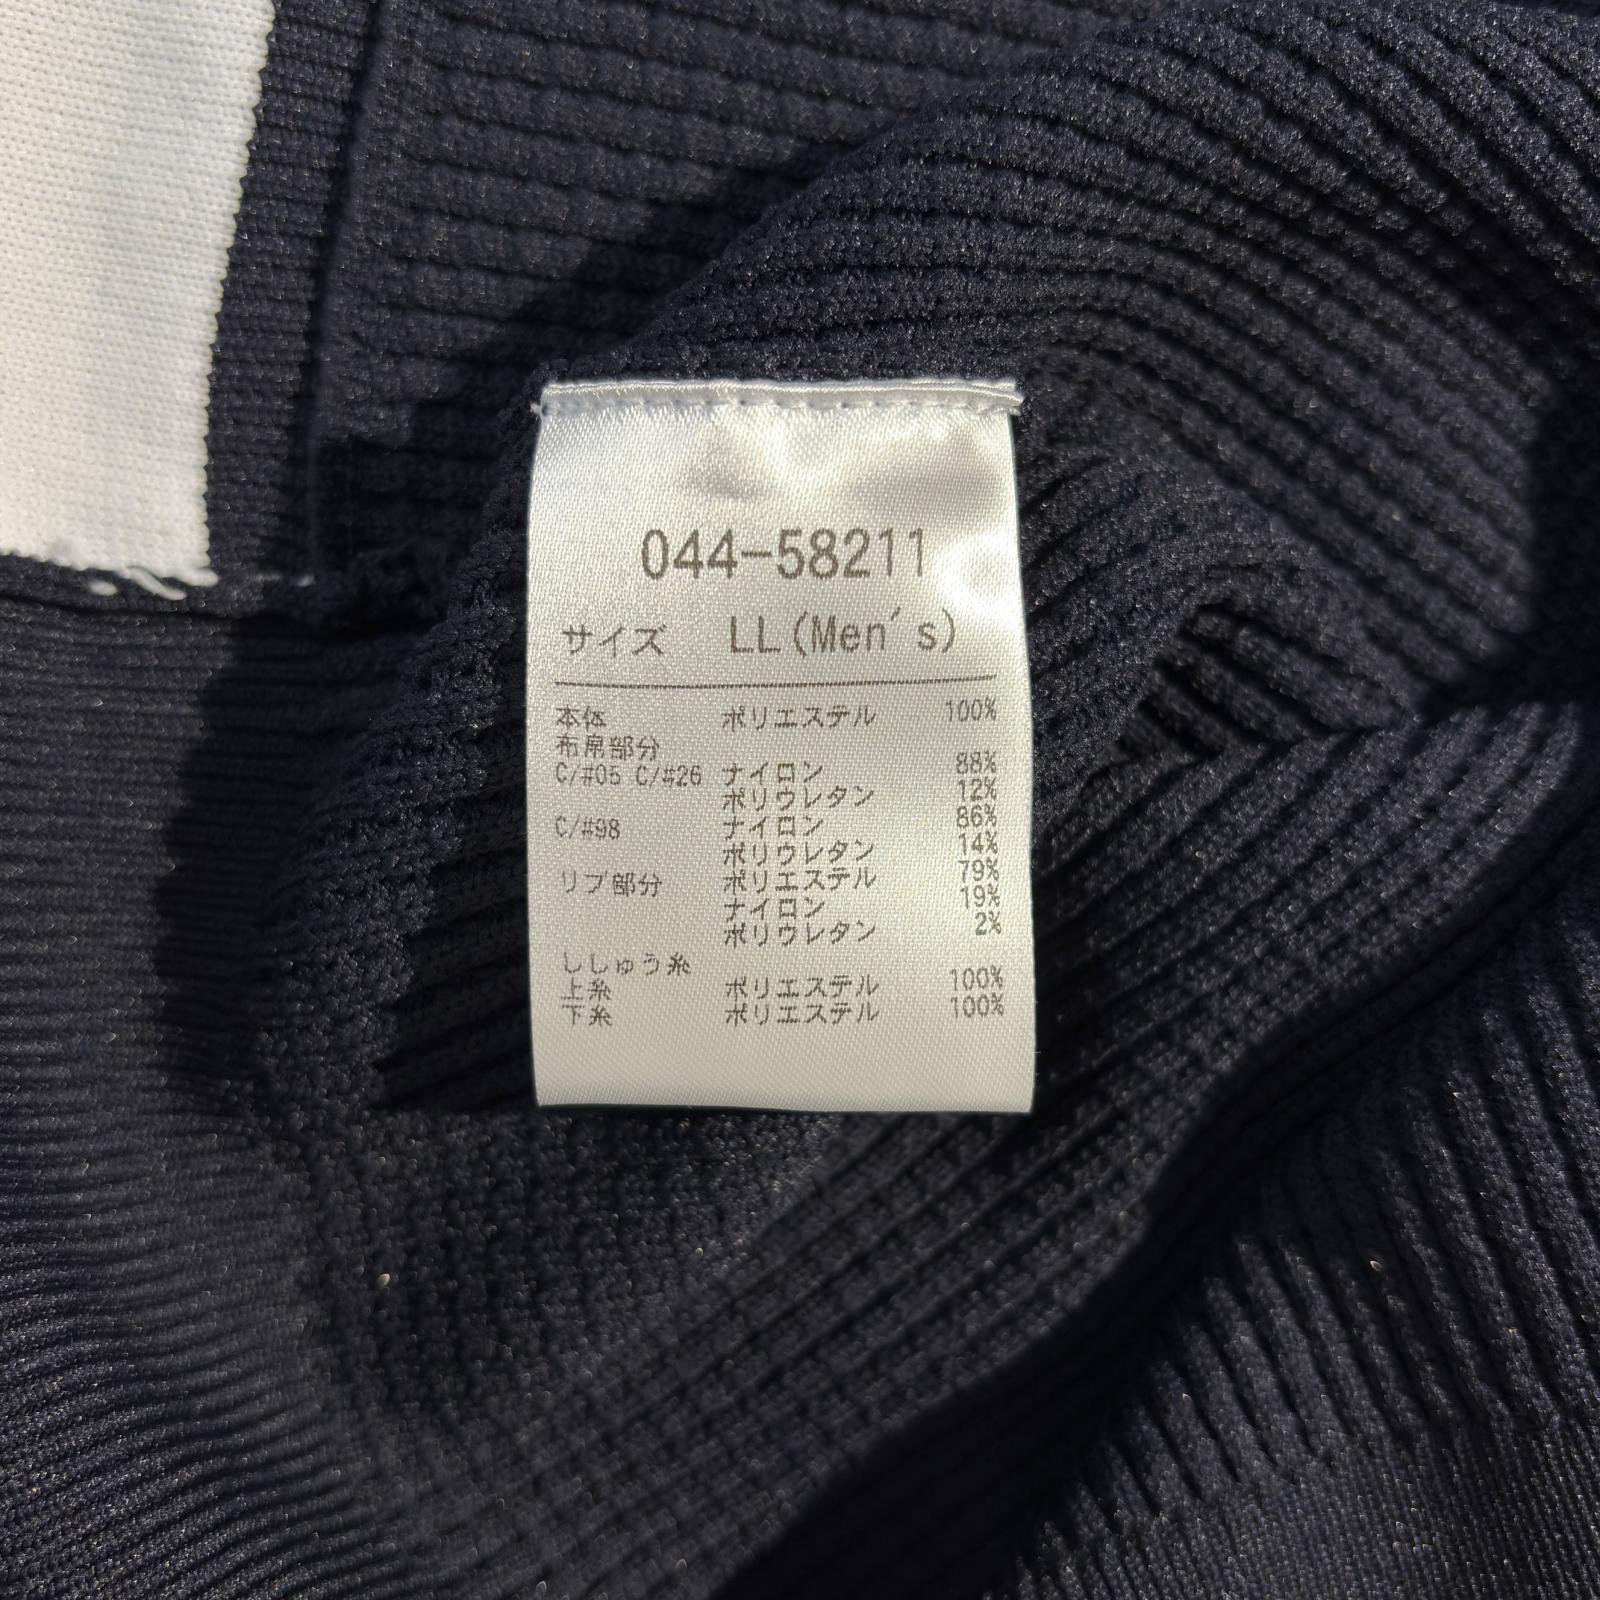 044-58211
サイズ LL(Men's)
本体 ポリエステル 100%
布帛部分
C/#05 C/#26 ナイロン 88%
ポリウレタン 12%
C/#98 ナイロン 86%
ポリウレタン 14%
リブ部分 ポリエステル 79%
ナイロン 19%
ポリウレタン 2%
ししゅう糸
上糸 ポリエステル 100%
下糸 ポリエステル 100%